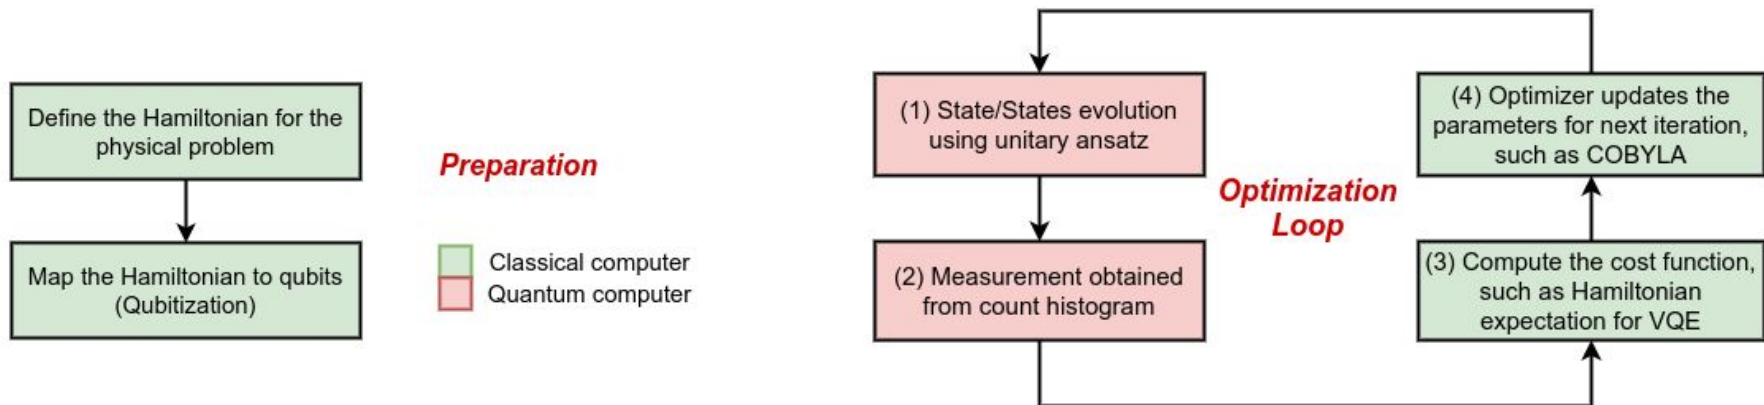 Define the Hamiltonian for the
physical problem
Map the Hamiltonian to qubits
(Qubitization)
Preparation
Classical computer
Quantum computer
(1) State/States evolution
using unitary ansatz
(2) Measurement obtained
from count histogram
Optimization
Loop
(4) Optimizer updates the
parameters for next iteration,
such as COBYLA
(3) Compute the cost function,
such as Hamiltonian
expectation for VQE